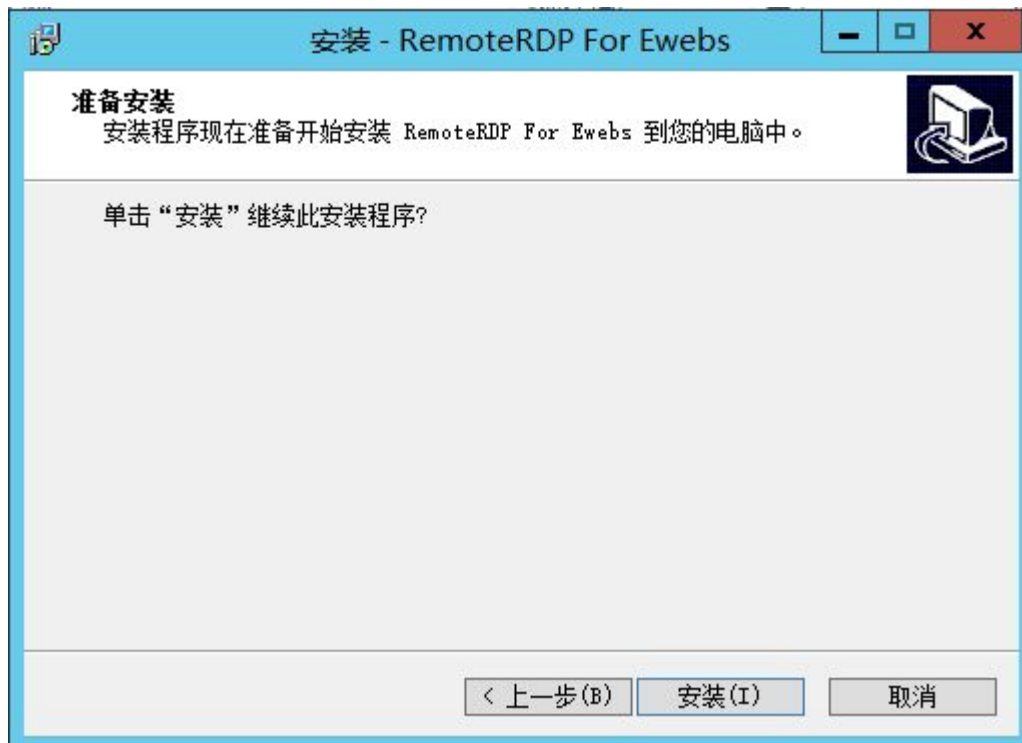 安装 - RemoteRDP For Ewebs
准备安装
安装程序现在准备开始安装 RemoteRDP For Ewebs 到您的电脑中。
单击“安装”继续此安装程序?
< 上一步(B)
安装(I)
取消